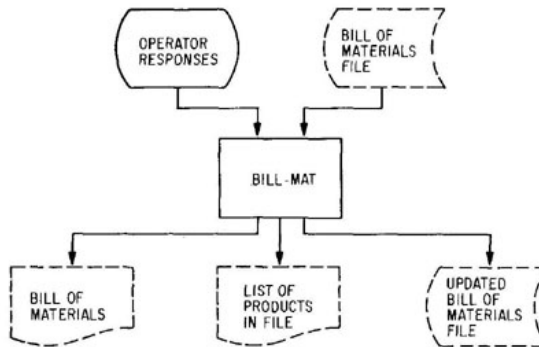 OPERATOR
RESPONSES
BILL OF
MATERIALS
FILE
BILL-MAT
BILL OF
MATERIALS
LIST OF
PRODUCTS
IN FILE
UPDATED
BILL OF
MATERIALS
FILE